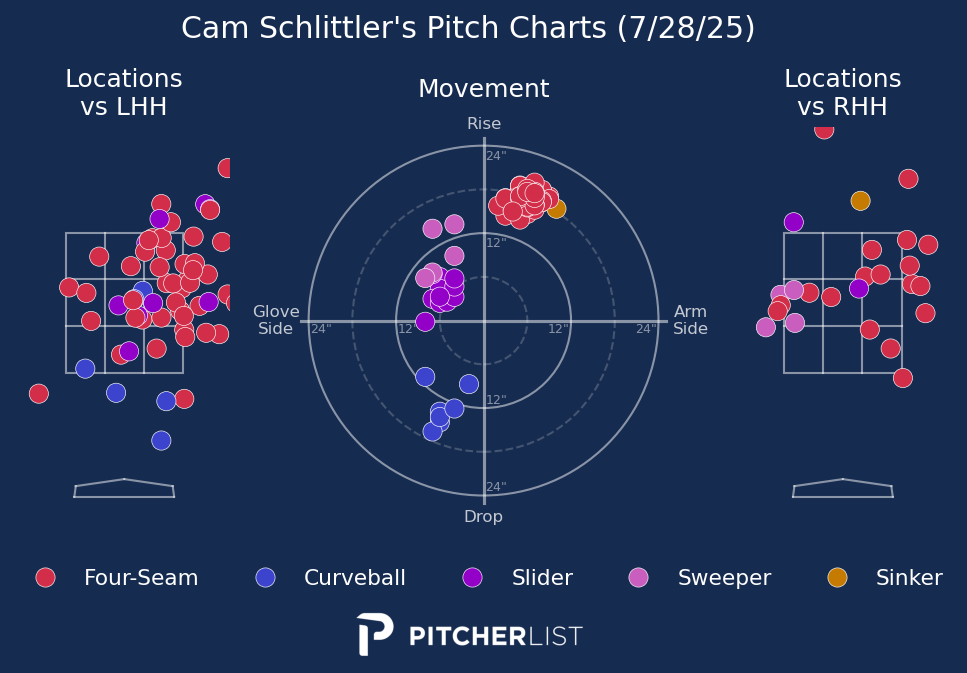 Cam Schlittler's Pitch Charts (7/28/25)
Locations
vs LHH
Movement
Locations
vs RHH
Rise
24"
12"
Glove
Side
24"
12"
12"
24"
Arm
Side
12"
24"
Drop
Four-Seam
Curveball
Slider
Sweeper
Sinker
PITCHERLIST